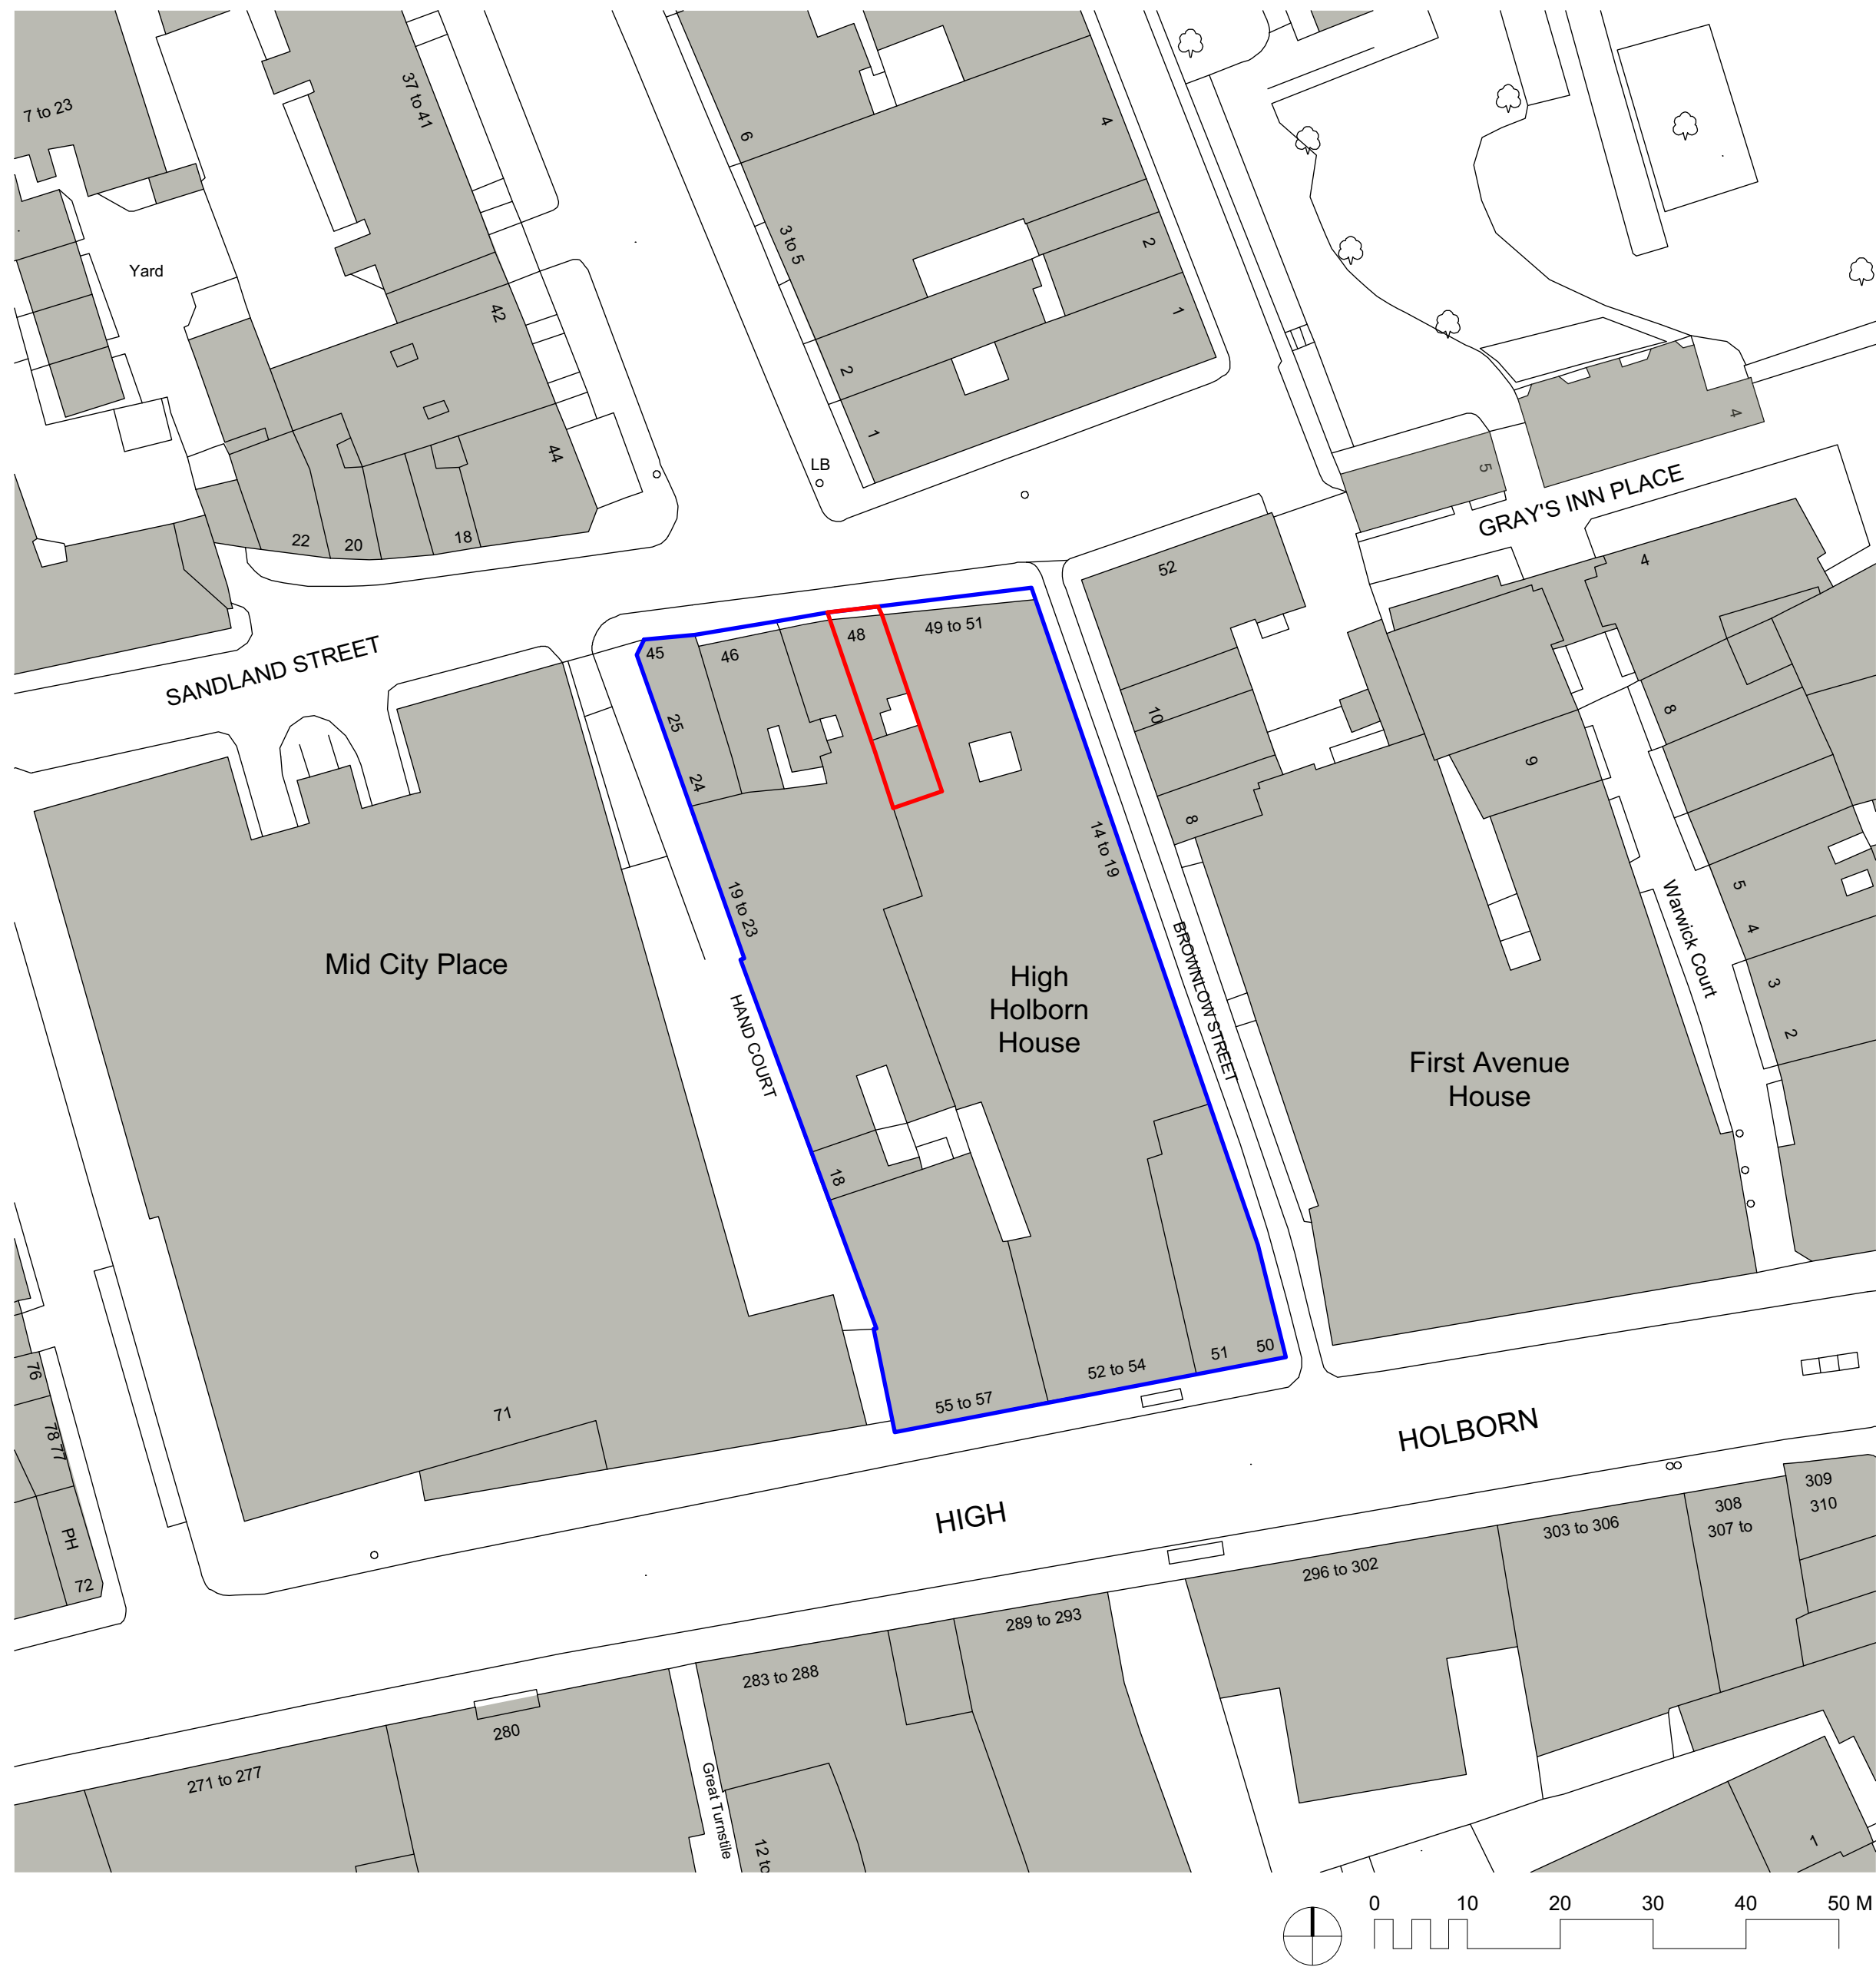 7 to 23
37 to 41
6
4
Yard
3 to 5
2
1
42
2
1
44
LB
22
20
18
5
4
GRAY'S INN PLACE
52
4
SANDLAND STREET
45
46
48
49 to 51
25
24
10
8
9
8
14 to 19
19 to 23
Mid City Place
High
Holborn
House
HAND COURT
BROWNLOW STREET
Warwick Court
5
4
3
2
First Avenue
House
18
76
78 77
PH
72
71
55 to 57
52 to 54
51
50
HIGH
HOLBORN
309
310
308
307 to
303 to 306
296 to 302
289 to 293
283 to 288
280
271 to 277
Great Turnstile
12 to
1
0 10 20 30 40 50 M